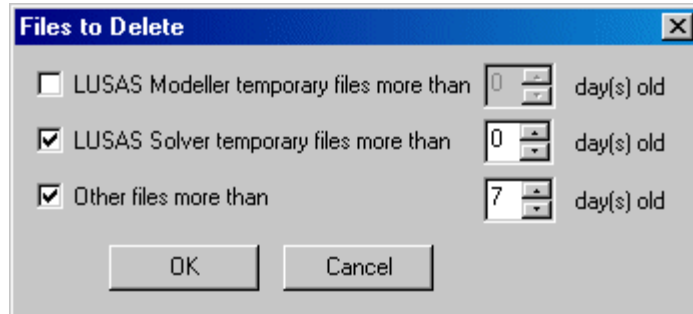 Files to Delete
LUSAS Modeller temporary files more than 0 day(s) old
LUSAS Solver temporary files more than 0 day(s) old
Other files more than 7 day(s) old
OK Cancel